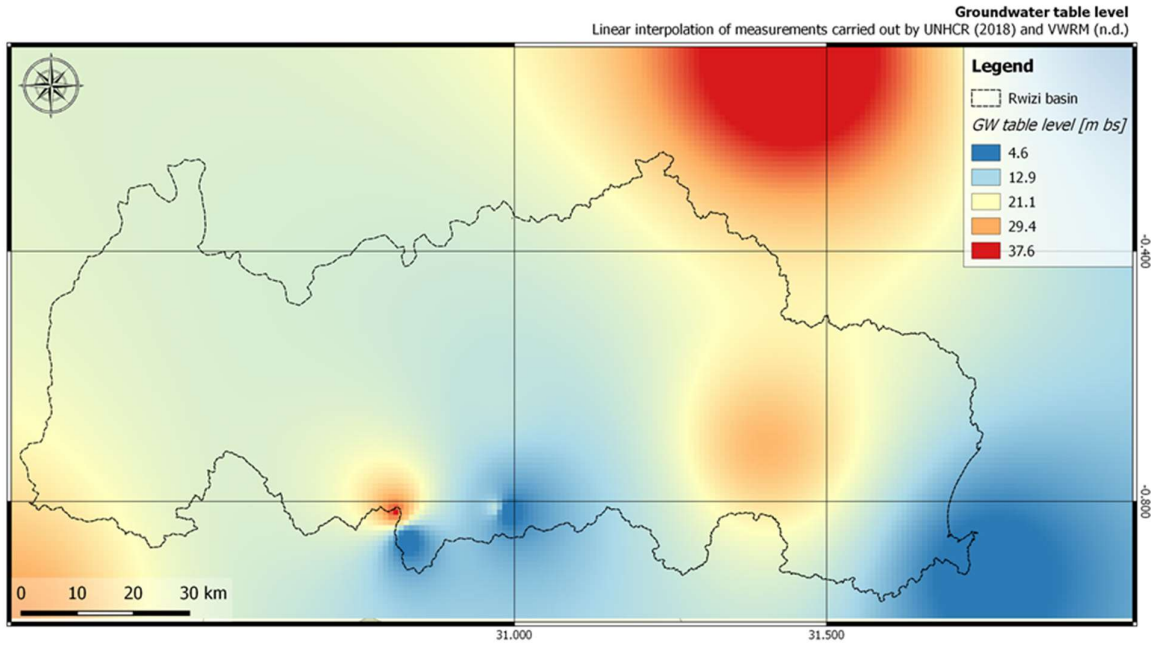 Groundwater table level
Linear interpolation of measurements carried out by UNHCR (2018) and VWRM (n.d.)
Legend
Rwizi basin
GW table level [m bs]
4.6
12.9
21.1
29.4
37.6
-0.400
-0.800
0 10 20 30 km
31.000 31.500